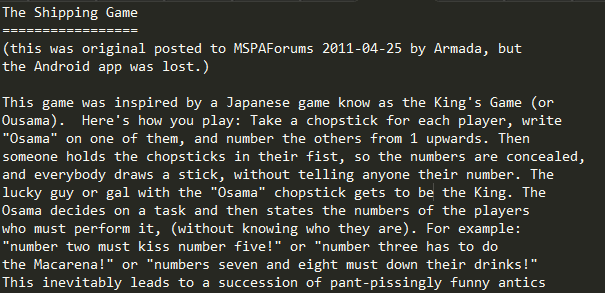 The Shipping Game
=================
(this was original posted to MSPAForums 2011-04-25 by Armada, but
the Android app was lost.)
This game was inspired by a Japanese game know as the King's Game (or
Ousama).  Here's how you play: Take a chopstick for each player, write
"Osama" on one of them, and number the others from 1 upwards. Then
someone holds the chopsticks in their fist, so the numbers are concealed,
and everybody draws a stick, without telling anyone their number. The
lucky guy or gal with the "Osama" chopstick gets to be the King. The
Osama decides on a task and then states the numbers of the players
who must perform it, (without knowing who they are). For example:
"number two must kiss number five!" or "number three has to do
the Macarena!" or "numbers seven and eight must down their drinks!"
This inevitably leads to a succession of pant-pissingly funny antics